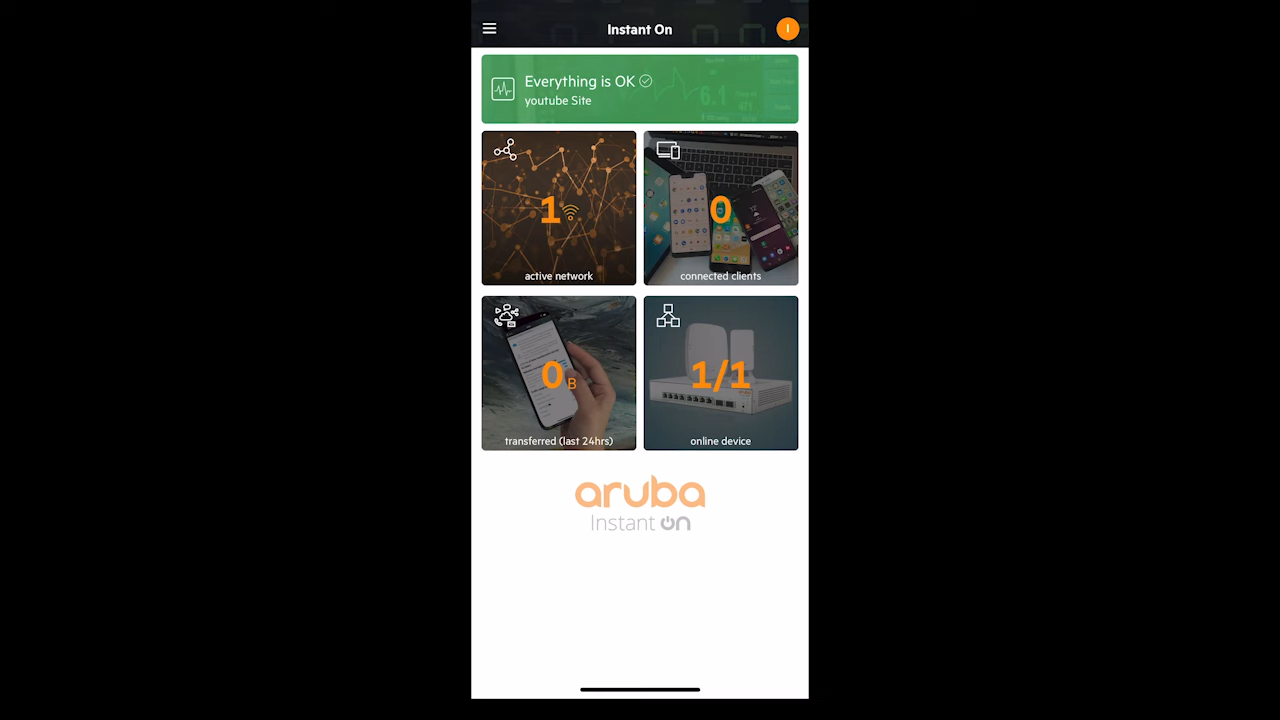 Instant On
I
Everything is OK
youtube Site
1
active network
0
connected clients
0 B
transferred (last 24hrs)
1/1
online device
aruba
Instant on